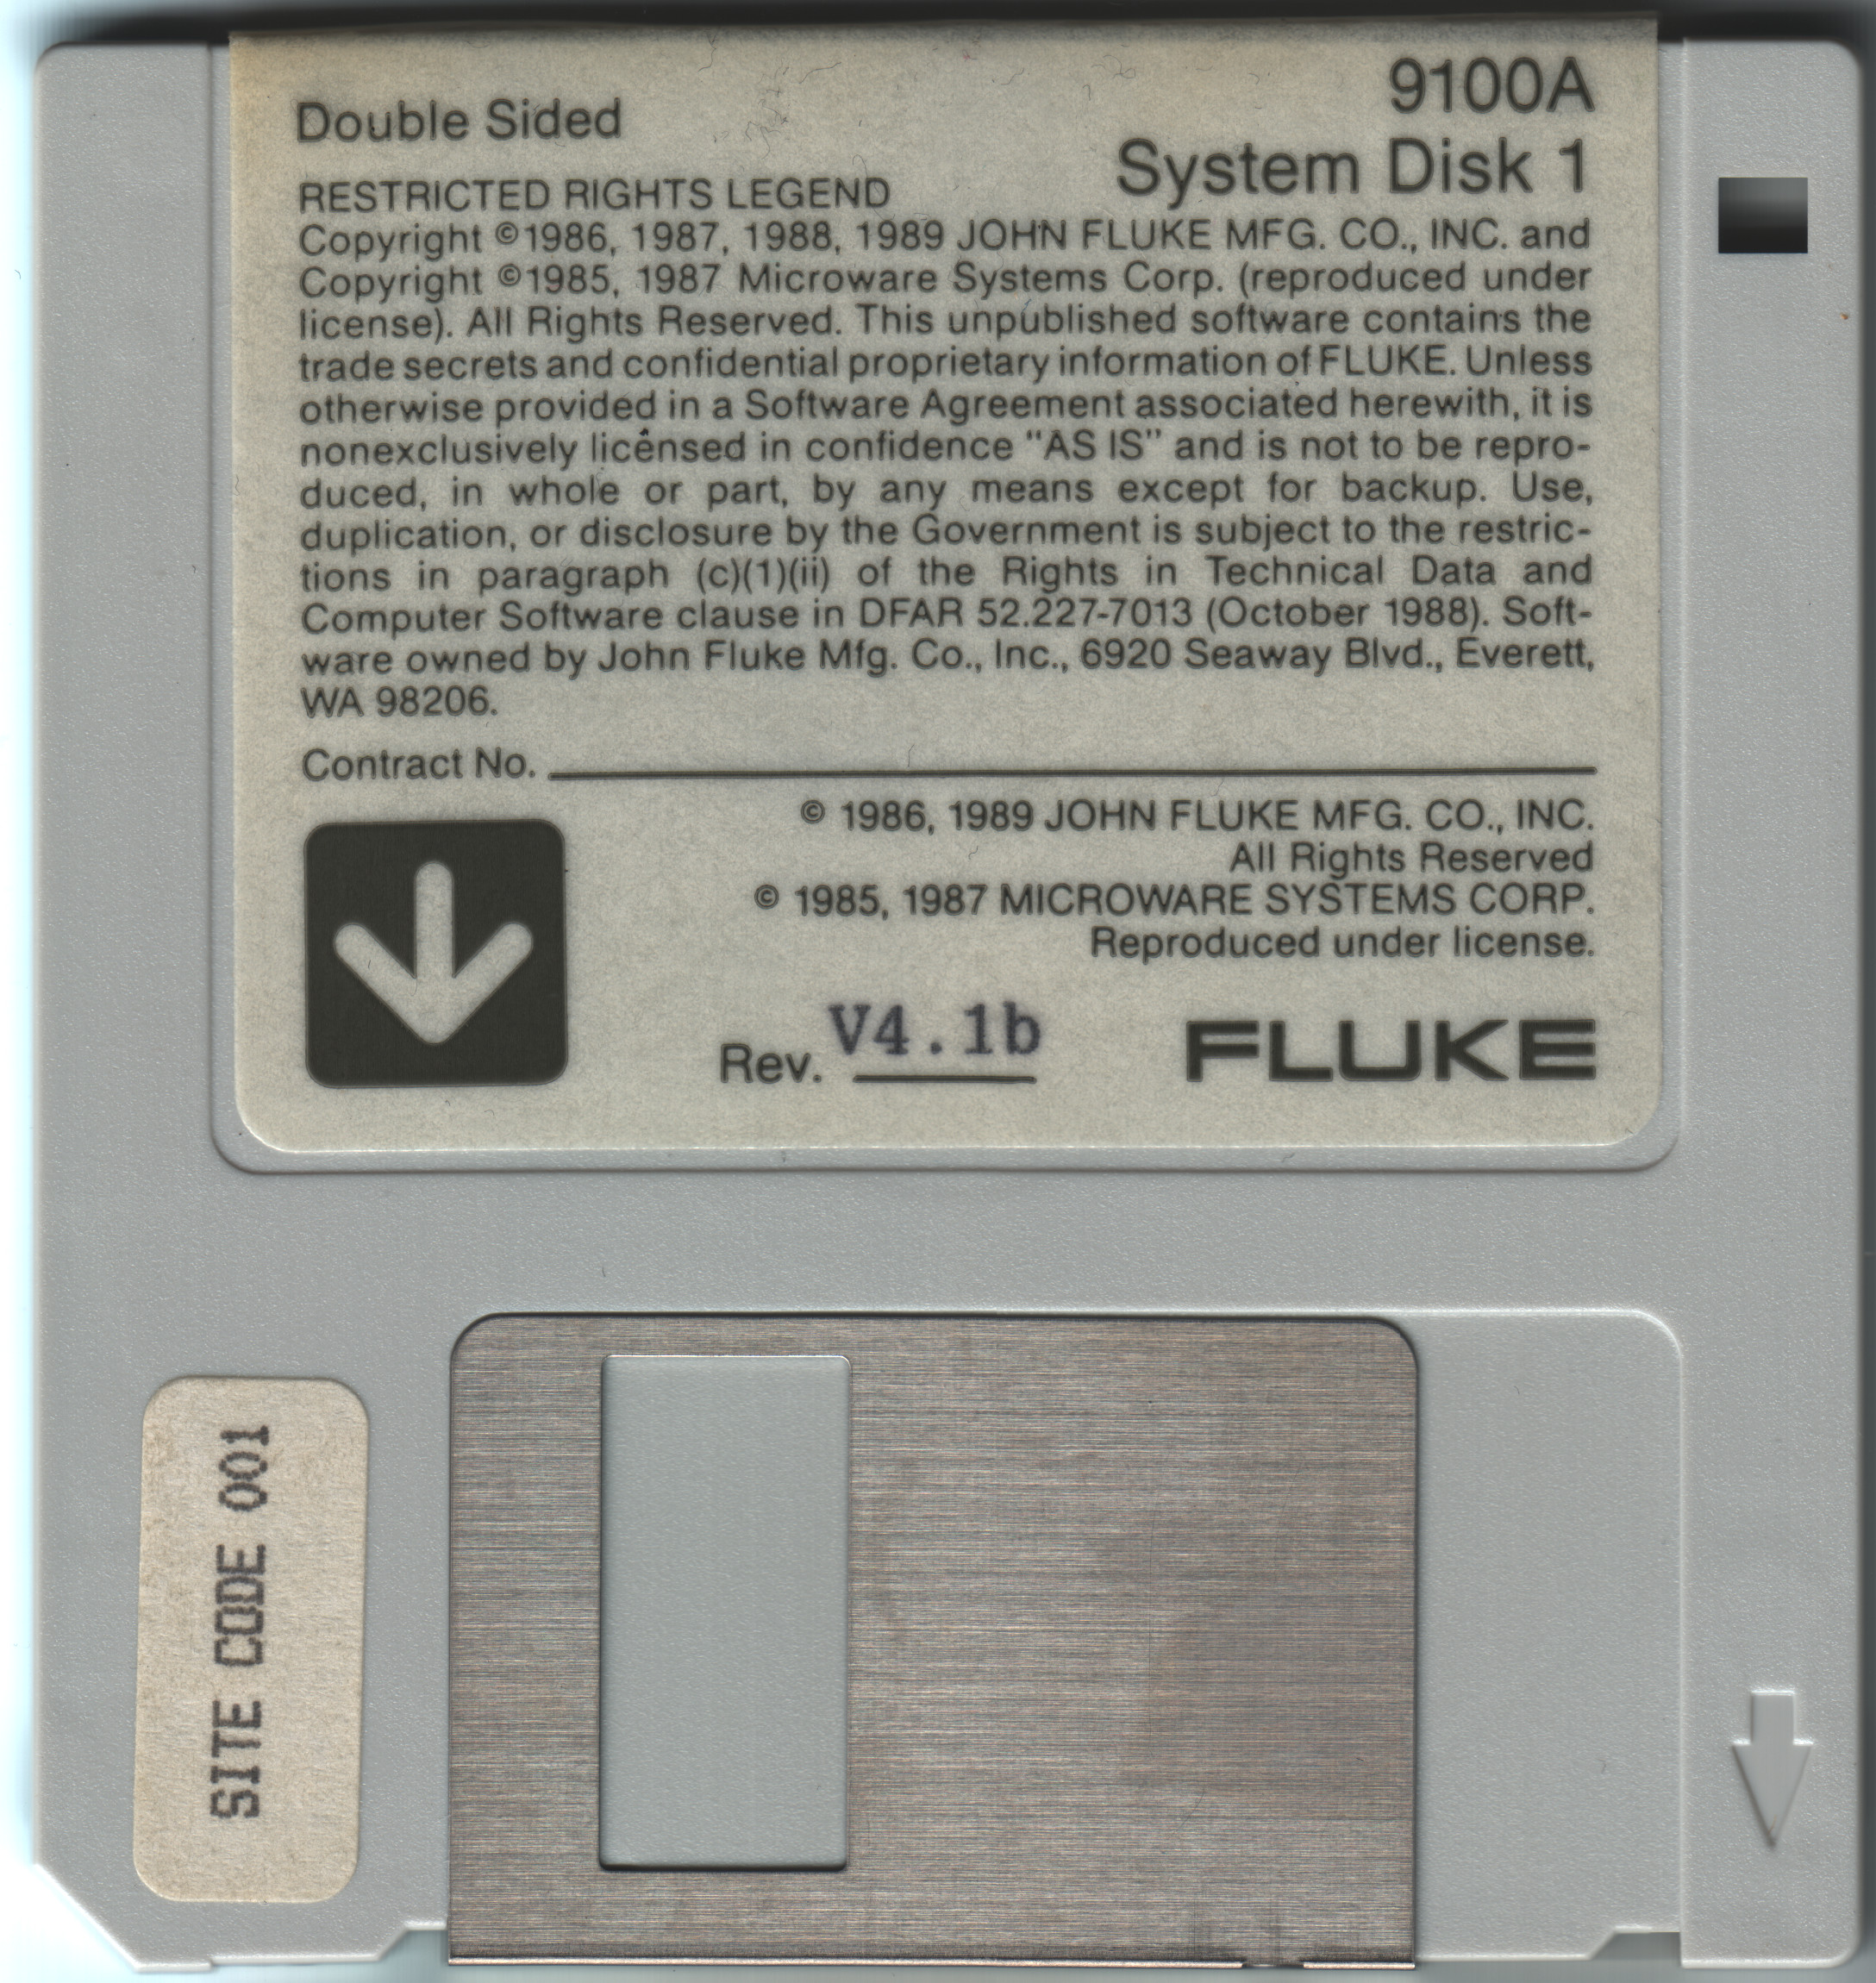 Double Sided
9100A
System Disk 1
RESTRICTED RIGHTS LEGEND
Copyright ©1986, 1987, 1988, 1989 JOHN FLUKE MFG. CO., INC. and
Copyright ©1985, 1987 Microware Systems Corp. (reproduced under
license). All Rights Reserved. This unpublished software contains the
trade secrets and confidential proprietary information of FLUKE. Unless
otherwise provided in a Software Agreement associated herewith, it is
nonexclusively licensed in confidence "AS IS" and is not to be repro-
duced, in whole or part, by any means except for backup. Use,
duplication, or disclosure by the Government is subject to the restric-
tions in paragraph (c)(1)(ii) of the Rights in Technical Data and
Computer Software clause in DFAR 52.227-7013 (October 1988). Soft-
ware owned by John Fluke Mfg. Co., Inc., 6920 Seaway Blvd., Everett,
WA 98206.
Contract No.
© 1986, 1989 JOHN FLUKE MFG. CO., INC.
All Rights Reserved
© 1985, 1987 MICROWARE SYSTEMS CORP.
Reproduced under license.
Rev. V4.1b
FLUKE
SITE CODE 001